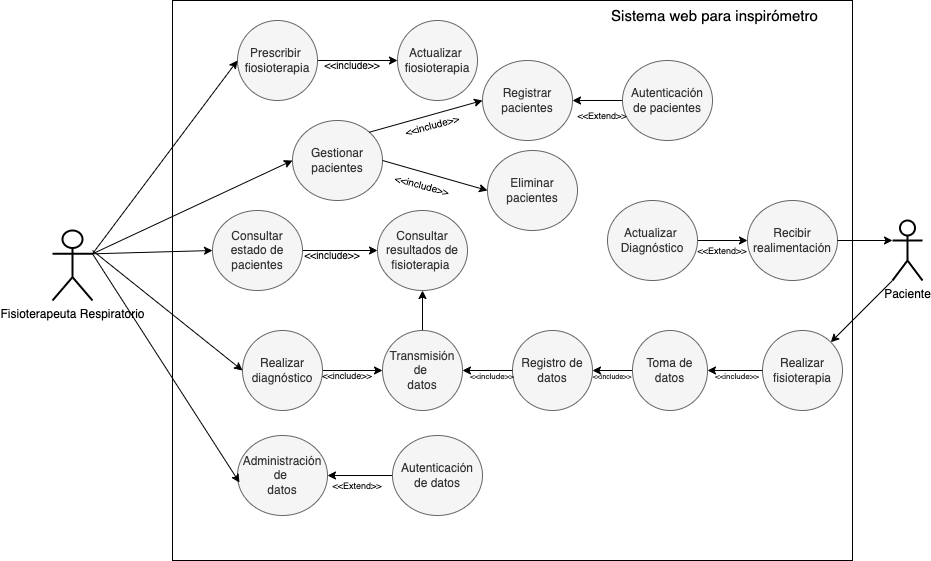 Sistema web para inspirómetro
Prescribir
fiosioterapia
<<include>>
Actualizar
fiosioterapia
Registrar
pacientes
<<Extend>>
Autenticación
de pacientes
Gestionar
pacientes
<<include>>
<<include>>
Eliminar
pacientes
Consultar
estado de
pacientes
<<include>>
Consultar
resultados de
fisioterapia
Actualizar
Diagnóstico
<<Extend>>
Recibir
realimentación
Fisioterapeuta Respiratorio
Paciente
Realizar
diagnóstico
<<include>>
Transmisión
de
datos
<<include>>
Registro de
datos
<<include>>
Toma de
datos
<<include>>
Realizar
fisioterapia
Administración
de
datos
<<Extend>>
Autenticación
de datos